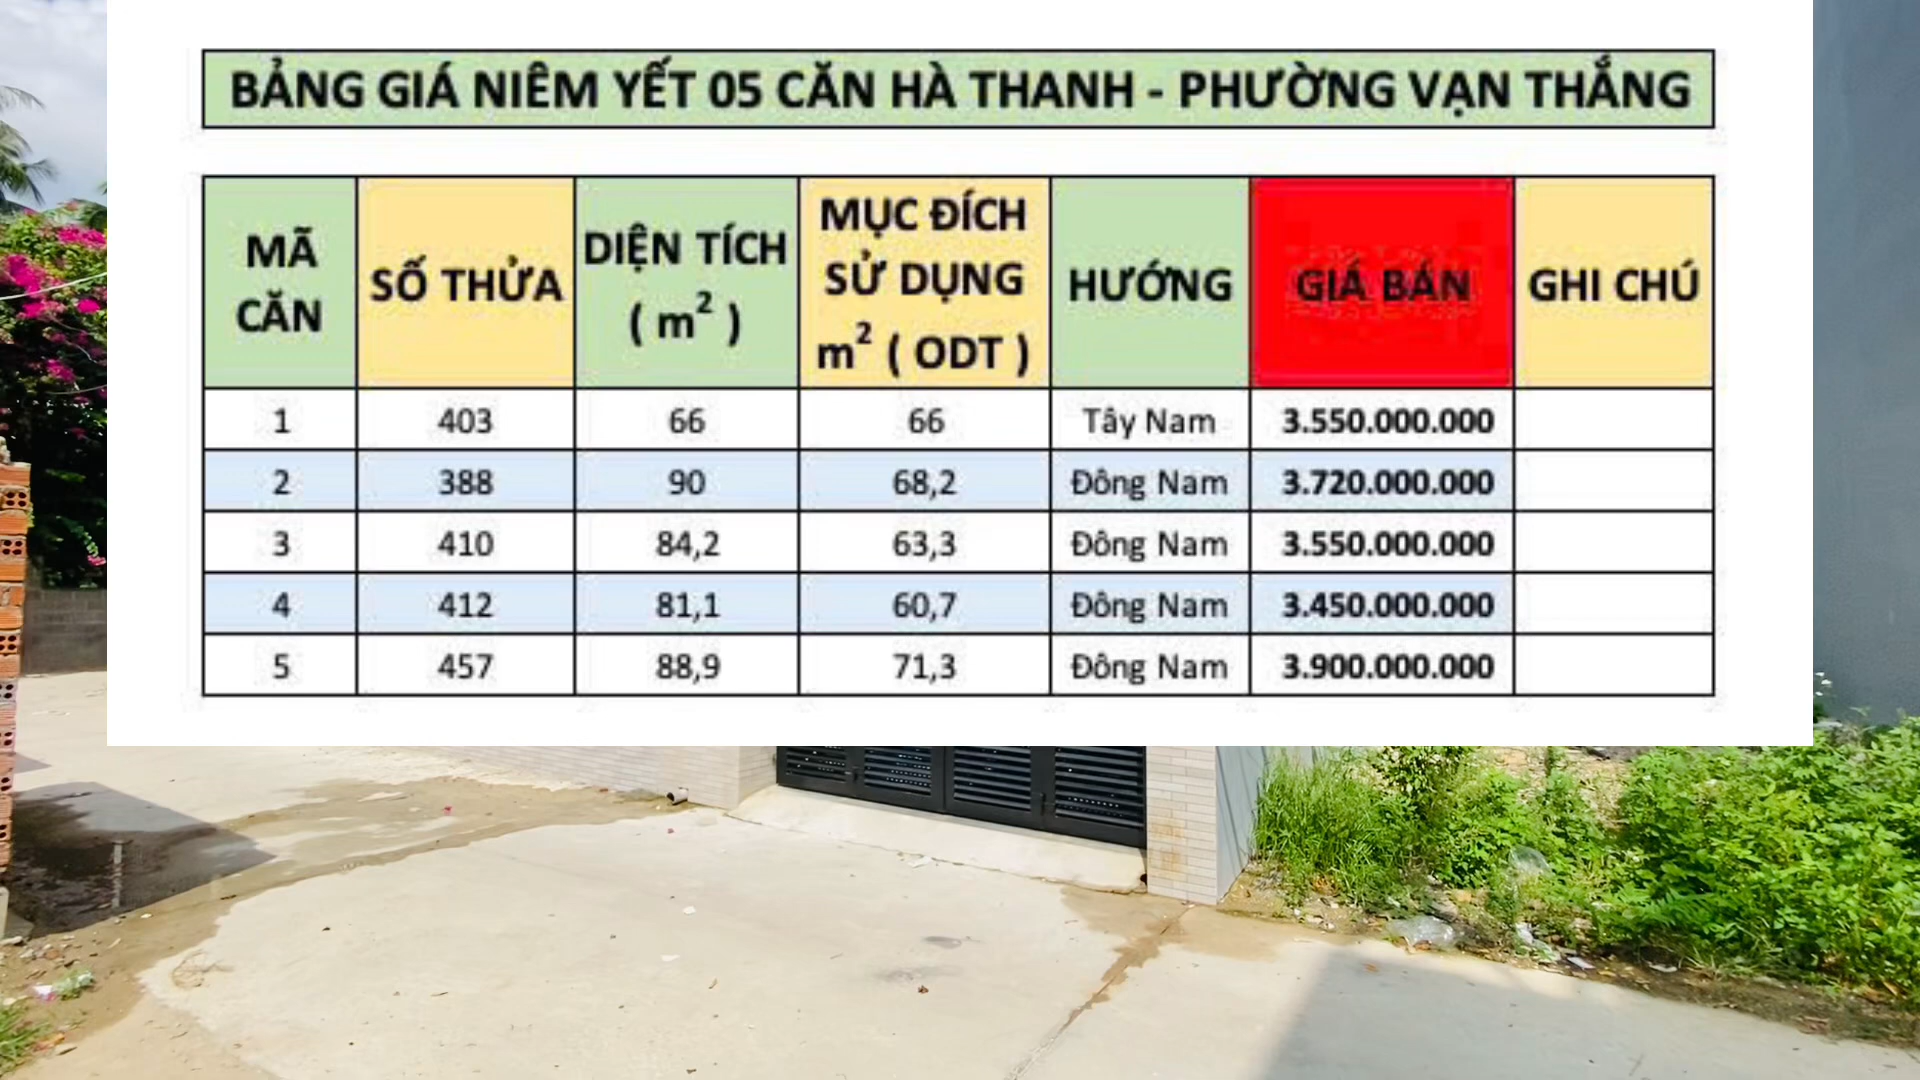 BẢNG GIÁ NIÊM YẾT 05 CĂN HÀ THANH - PHƯỜNG VẠN THẮNG
MÃ CĂN SỐ THỬA DIỆN TÍCH ( m² ) MỤC ĐÍCH SỬ DỤNG m² ( ODT ) HƯỚNG GIÁ BÁN GHI CHÚ
1 403 66 66 Tây Nam 3.550.000.000
2 388 90 68,2 Đông Nam 3.720.000.000
3 410 84,2 63,3 Đông Nam 3.550.000.000
4 412 81,1 60,7 Đông Nam 3.450.000.000
5 457 88,9 71,3 Đông Nam 3.900.000.000